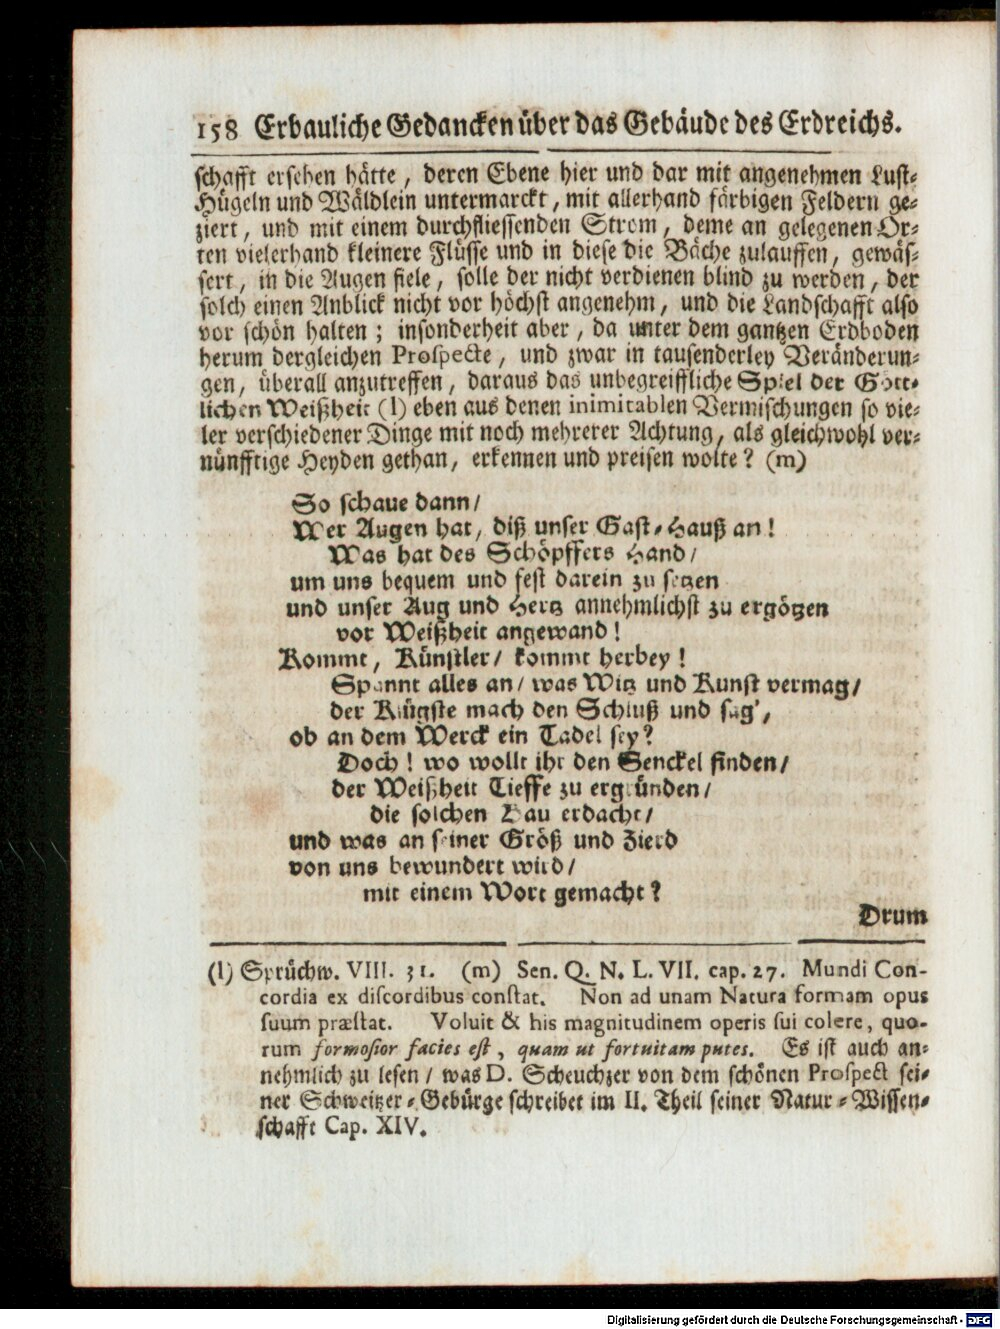 158 Erbauliche Gedancken über das Gebäude des Erdreichs.
schafft ersehen hätte, deren Ebene hier und dar mit angenehmen Lust-
Hügeln und Wäldlein untermarckt, mit allerhand färbigen Feldern ge-
ziert, und mit einem durchfliessenden Strom, deme an gelegenen Or-
ten vielerhand kleinere Flüsse und in diese die Bäche zulauffen, gewäs-
sert, in die Augen fiele, solle der nicht verdienen blind zu werden, der
solch einen Anblick nicht vor höchst angenehm, und die Landschafft also
vor schön halten; insonderheit aber, da unter dem gantzen Erdboden
herum dergleichen Prospecte, und zwar in tausenderley Veränderun-
gen, überall anzutreffen, daraus das unbegreiffliche Spiel der Gött-
lichen Weißheit (l) eben aus denen inimitablen Vermischungen so vie-
ler verschiedener Dinge mit noch mehrerer Achtung, als gleichwohl ver-
nünfftige Heyden gethan, erkennen und preisen wolte? (m)
So schaue dann/
Wer Augen hat, diß unser Gast-Hauß an!
Was hat des Schöpffers Hand/
um uns bequem und fest darein zu setzen
und unser Aug und Hertz annehmlichst zu ergötzen
vor Weißheit angewand!
Kommt, Künstler/ kommt herbey!
Spannt alles an/ was Witz und Kunst vermag/
der Klügste mach den Schluß und sag',
ob an dem Werck ein Tadel sey?
Doch! wo wollt ihr den Senckel finden/
der Weißheit Tieffe zu ergründen/
die solchen Bau erdacht/
und was an seiner Größ und Zierd
von uns bewundert wird/
mit einem Wort gemacht?
Drum
(l) Sprüchw. VIII. 31. (m) Sen. Q. N. L. VII. cap. 27. Mundi Con-
cordia ex discordibus constat. Non ad unam Natura formam opus
suum præstat. Voluit & his magnitudinem operis sui colere, quo-
rum formosior facies est, quam ut fortuitam putes. Es ist auch an-
nehmlich zu lesen/ was D. Scheuchzer von dem schönen Prospect sei-
ner Schweitzer-Gebürge schreibet im II. Theil seiner Natur-Wissen-
schafft Cap. XIV.
Digitalisierung gefördert durch die Deutsche Forschungsgemeinschaft - DFG